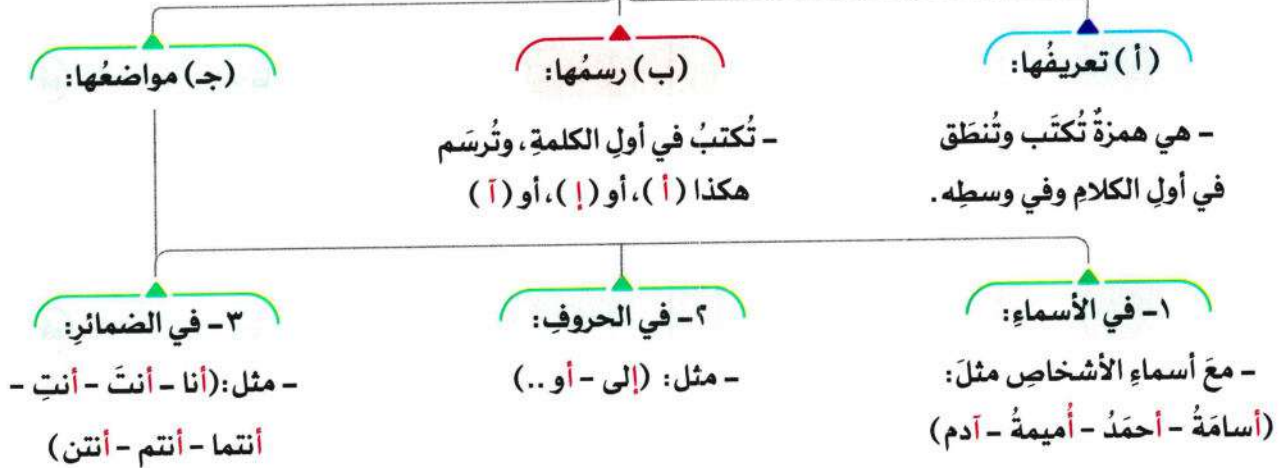 (أ) تعريفُها:
– هي همزةٌ تُكتَب وتُنطَق
في أولِ الكلامِ وفي وسطِه.
(ب) رسمُها:
– تُكتبُ في أولِ الكلمةِ، وتُرسَم
هكذا (أ)، أو (إ)، أو (آ)
(جـ) مواضعُها:
١– في الأسماءِ:
– معَ أسماءِ الأشخاصِ مثلَ:
(أسامَةُ – أحمَدُ – أُميمةُ – آدم)
٢– في الحروفِ:
– مثل: (إلى – أو ..)
٣– في الضمائرِ:
– مثل:(أنا – أنتَ – أنتِ –
أنتما – أنتم – أنتن)